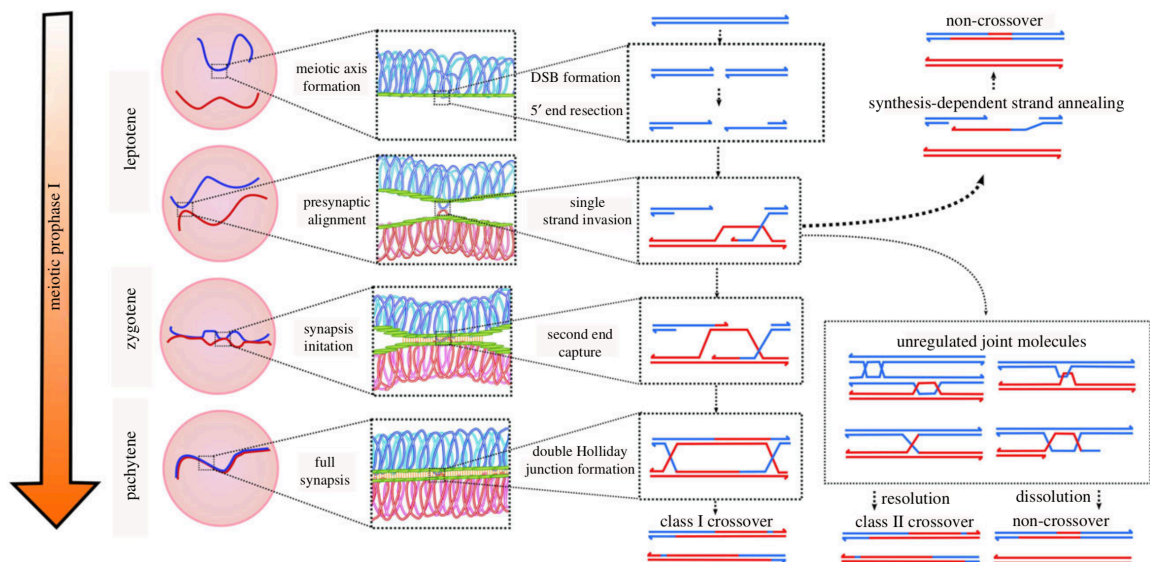 meiotic prophase I
leptotene
zygotene
pachytene
meiotic axis
formation
presynaptic
alignment
synapsis
initation
full
synapsis
DSB formation
5′ end resection
single
strand invasion
second end
capture
double Holliday
junction formation
class I crossover
non-crossover
synthesis-dependent strand annealing
unregulated joint molecules
resolution
dissolution
class II crossover
non-crossover